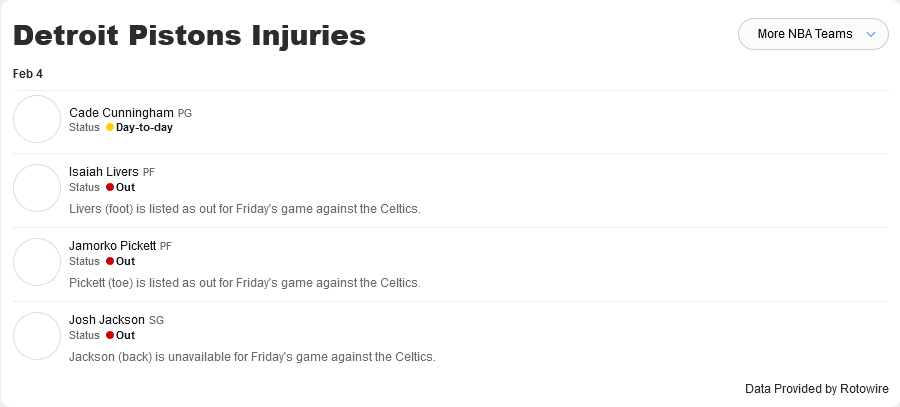 Detroit Pistons Injuries
More NBA Teams
Feb 4
Cade Cunningham PG
Status Day-to-day
Isaiah Livers PF
Status Out
Livers (foot) is listed as out for Friday's game against the Celtics.
Jamorko Pickett PF
Status Out
Pickett (toe) is listed as out for Friday's game against the Celtics.
Josh Jackson SG
Status Out
Jackson (back) is unavailable for Friday's game against the Celtics.
Data Provided by Rotowire